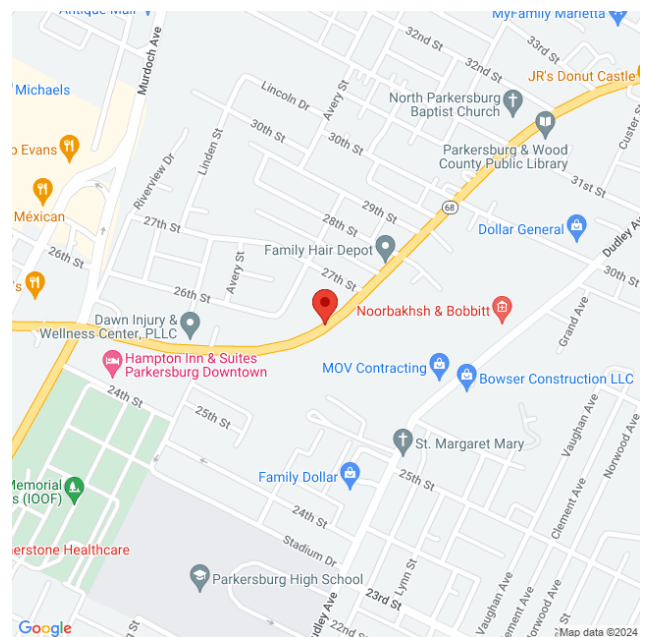 Antique Mall
MyFamily Marietta
Murdoch Ave
32nd St
33rd St
32nd St
JR's Donut Castle
Michaels
Lincoln Dr
Avery St
North Parkersburg
Baptist Church
Custer St
Linden St
30th St
30th St
Parkersburg & Wood
County Public Library
Evans
Riverview Dr
31st St
29th St
68
Méxican
27th St
28th St
Dollar General
Dudley Ave
26th St
Avery St
Family Hair Depot
27th St
30th St
26th St
Dawn Injury &
Wellness Center, PLLC
Noorbakhsh & Bobbitt
Grand Ave
Hampton Inn & Suites
Parkersburg Downtown
MOV Contracting
Bowser Construction LLC
24th St
25th St
Vaughan Ave
Norwood Ave
St. Margaret Mary
Family Dollar
25th St
Memorial
(IOOF)
Clement Ave
24th St
Healthcare
Stadium Dr
Parkersburg High School
Lynn St
23rd St
Dudley Ave
22nd St
Vaughan Ave
Clement Ave
Norwood Ave
Google
Map data ©2024